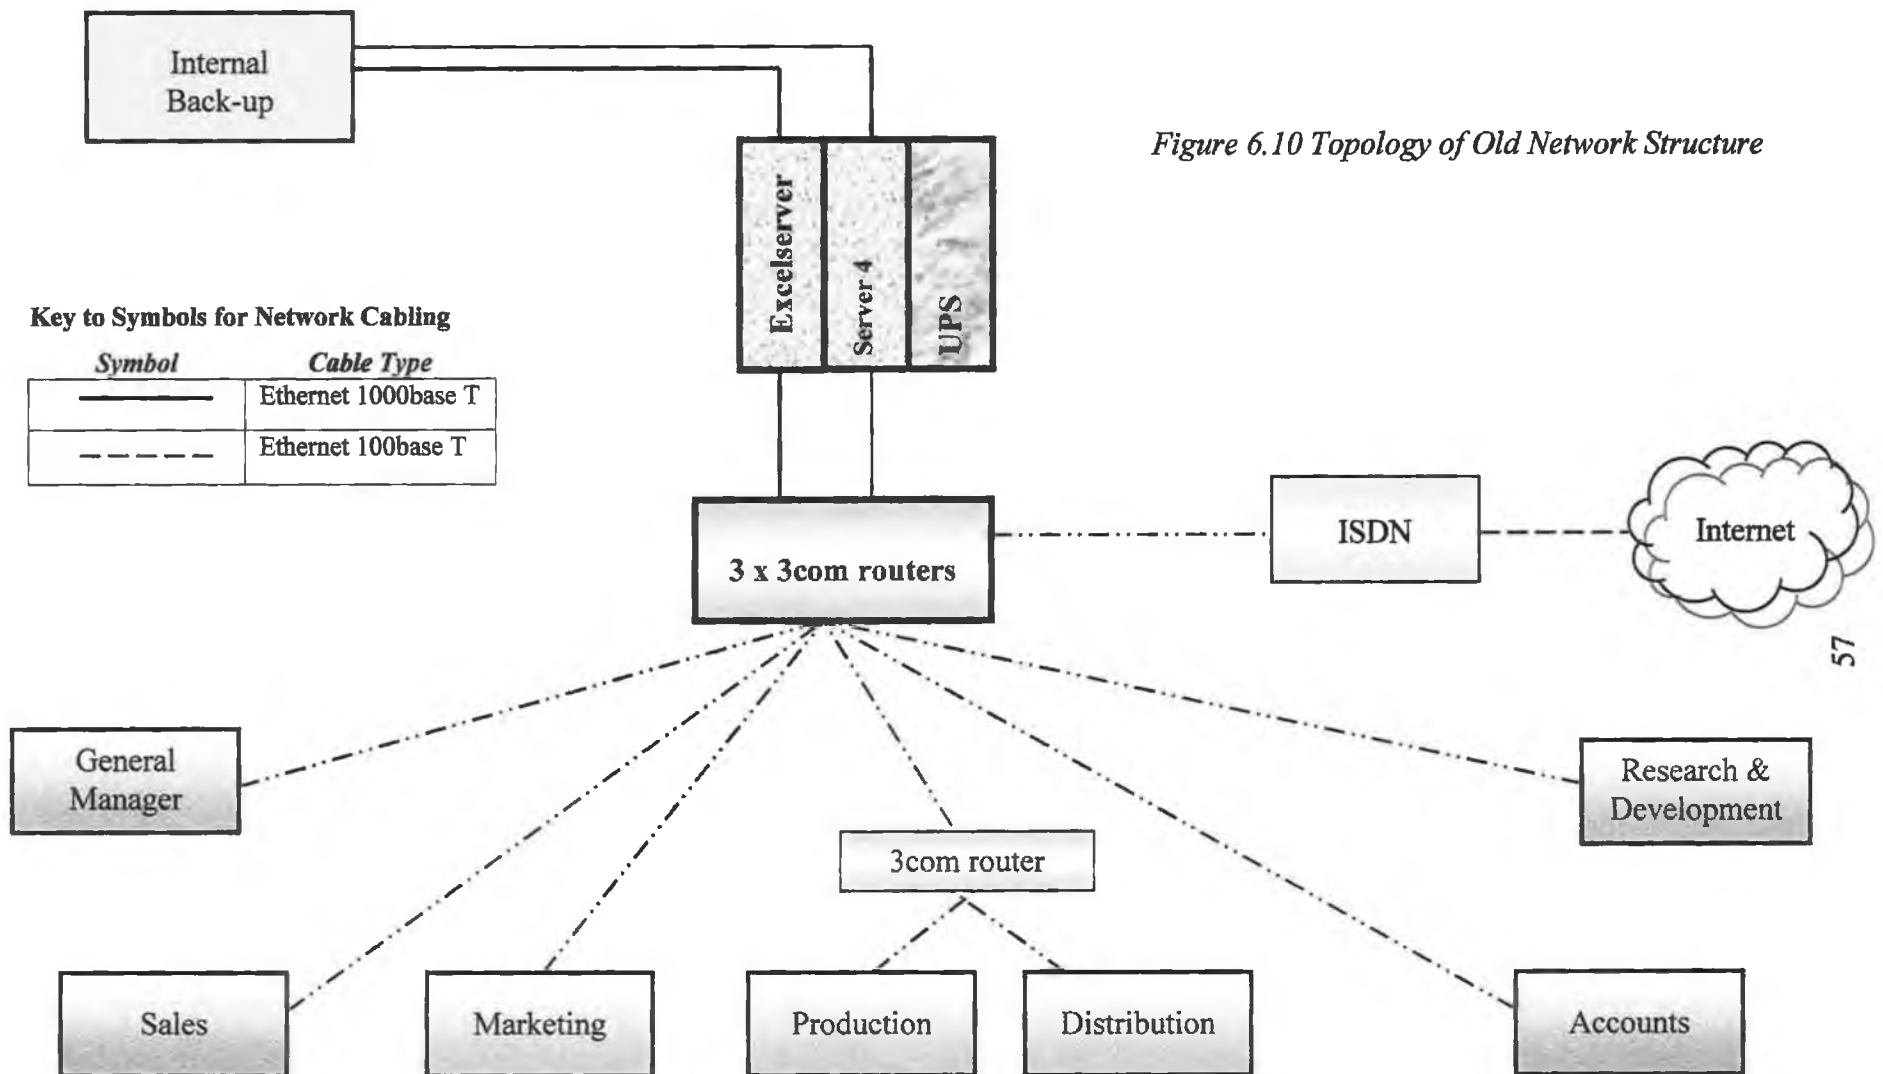 Internal
Back-up
Figure 6.10 Topology of Old Network Structure
Excelserver
Server 4
UPS
Key to Symbols for Network Cabling
Symbol Cable Type
Ethernet 1000base T
Ethernet 100base T
3 x 3com routers
ISDN
Internet
57
General
Manager
Research &
Development
3com router
Sales
Marketing
Production
Distribution
Accounts